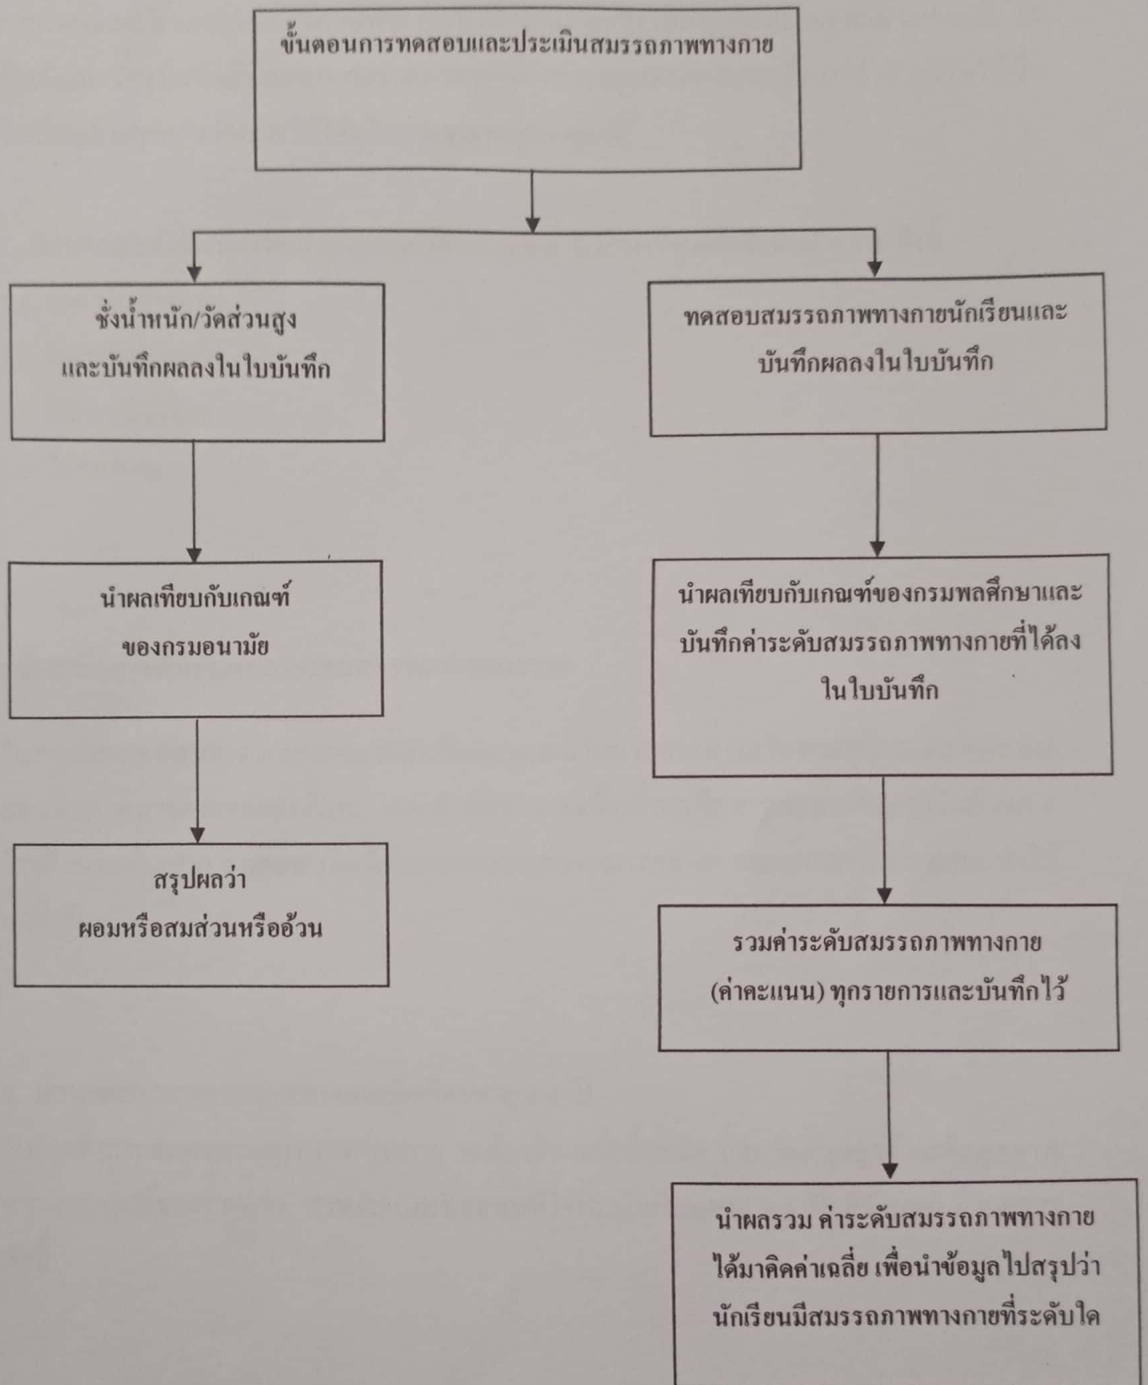 ขั้นตอนการทดสอบและประเมินสมรรถภาพทางกาย
ชั่งน้ำหนัก/วัดส่วนสูง
และบันทึกผลลงในใบบันทึก
นำผลเทียบกับเกณฑ์
ของกรมอนามัย
สรุปผลว่า
ผอมหรือสมส่วนหรืออ้วน
ทดสอบสมรรถภาพทางกายนักเรียนและ
บันทึกผลลงในใบบันทึก
นำผลเทียบกับเกณฑ์ของกรมพลศึกษาและ
บันทึกค่าระดับสมรรถภาพทางกายที่ได้ลง
ในใบบันทึก
รวมค่าระดับสมรรถภาพทางกาย
(ค่าคะแนน) ทุกรายการและบันทึกไว้
นำผลรวม ค่าระดับสมรรถภาพทางกาย
ได้มาคิดค่าเฉลี่ย เพื่อนำข้อมูลไปสรุปว่า
นักเรียนมีสมรรถภาพทางกายที่ระดับใด